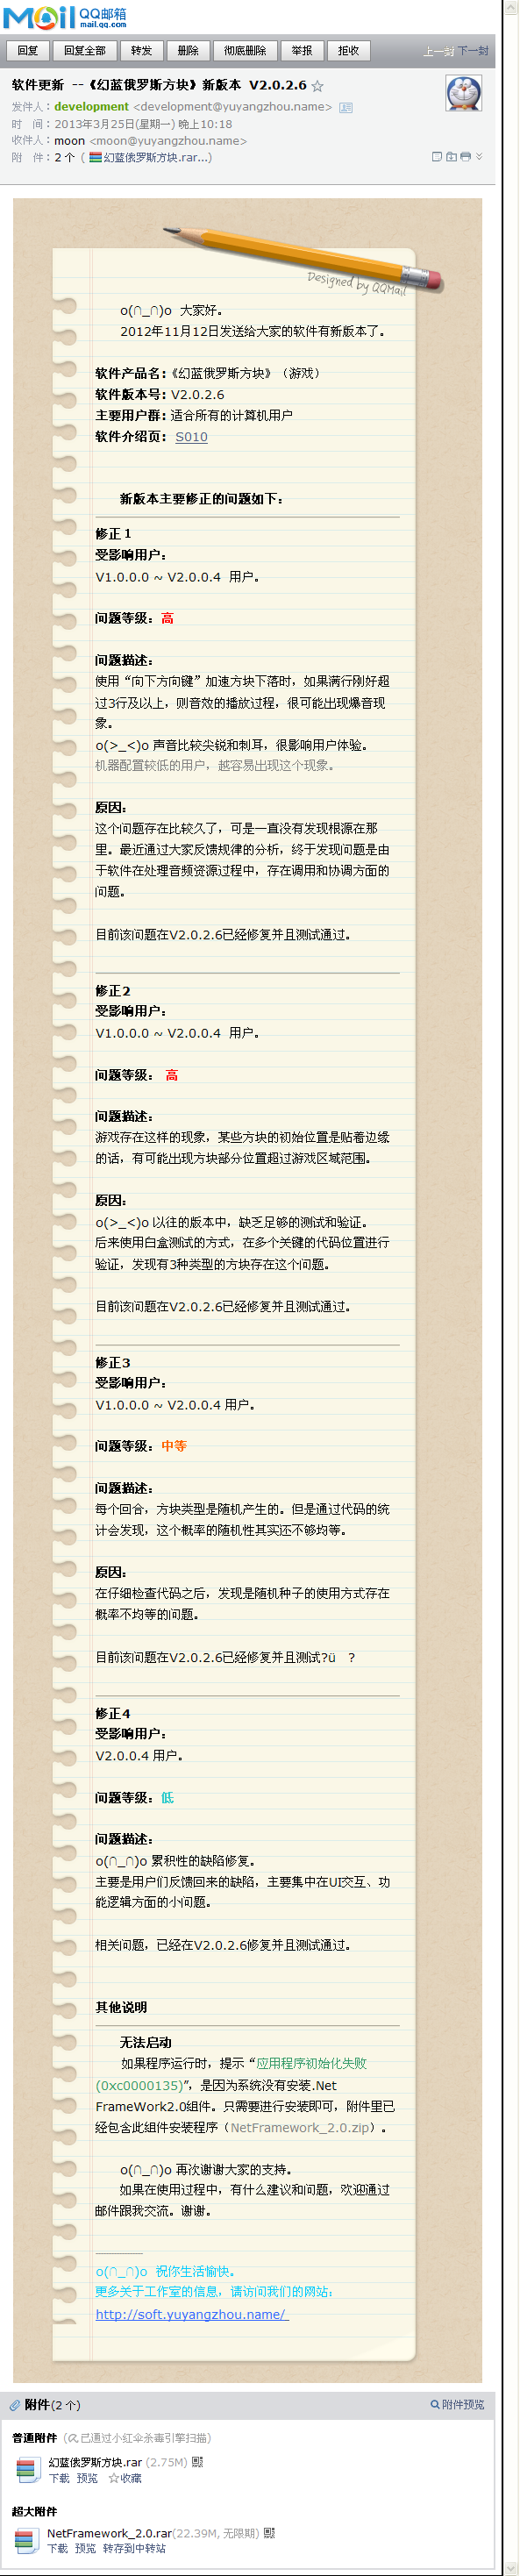 Mail QQ邮箱
mail.qq.com
回复 回复全部 转发 删除 彻底删除 举报 拒收 上一封 下一封
软件更新 --《幻蓝俄罗斯方块》新版本 V2.0.2.6
发件人：development <development@yuyangzhou.name>
时 间：2013年3月25日(星期一) 晚上10:18
收件人：moon <moon@yuyangzhou.name>
附 件：2 个 ( 幻蓝俄罗斯方块.rar...)
Designed by QQMail
o(∩_∩)o 大家好。
2012年11月12日发送给大家的软件有新版本了。
软件产品名：《幻蓝俄罗斯方块》（游戏）
软件版本号：V2.0.2.6
主要用户群：适合所有的计算机用户
软件介绍页： S010
新版本主要修正的问题如下：
修正１
受影响用户：
V1.0.0.0 ~ V2.0.0.4 用户。
问题等级：高
问题描述：
使用“向下方向键”加速方块下落时，如果满行刚好超
过3行及以上，则音效的播放过程，很可能出现爆音现
象。
o(>_<)o 声音比较尖锐和刺耳，很影响用户体验。
机器配置较低的用户，越容易出现这个现象。
原因：
这个问题存在比较久了，可是一直没有发现根源在那
里。最近通过大家反馈规律的分析，终于发现问题是由
于软件在处理音频资源过程中，存在调用和协调方面的
问题。
目前该问题在V2.0.2.6已经修复并且测试通过。
修正2
受影响用户：
V1.0.0.0 ~ V2.0.0.4 用户。
问题等级： 高
问题描述：
游戏存在这样的现象，某些方块的初始位置是贴着边缘
的话，有可能出现方块部分位置超过游戏区域范围。
原因：
o(>_<)o 以往的版本中，缺乏足够的测试和验证。
后来使用白盒测试的方式，在多个关键的代码位置进行
验证，发现有3种类型的方块存在这个问题。
目前该问题在V2.0.2.6已经修复并且测试通过。
修正3
受影响用户：
V1.0.0.0 ~ V2.0.0.4 用户。
问题等级：中等
问题描述：
每个回合，方块类型是随机产生的。但是通过代码的统
计会发现，这个概率的随机性其实还不够均等。
原因：
在仔细检查代码之后，发现是随机种子的使用方式存在
概率不均等的问题。
目前该问题在V2.0.2.6已经修复并且测试?ü ?
修正4
受影响用户：
V2.0.0.4 用户。
问题等级：低
问题描述：
o(∩_∩)o 累积性的缺陷修复。
主要是用户们反馈回来的缺陷，主要集中在UI交互、功
能逻辑方面的小问题。
相关问题，已经在V2.0.2.6修复并且测试通过。
其他说明
无法启动
如果程序运行时，提示“应用程序初始化失败
(0xc0000135)”，是因为系统没有安装.Net
FrameWork2.0组件。只需要进行安装即可，附件里已
经包含此组件安装程序（NetFramework_2.0.zip）。
o(∩_∩)o 再次谢谢大家的支持。
如果在使用过程中，有什么建议和问题，欢迎通过
邮件跟我交流。谢谢。
o(∩_∩)o 祝你生活愉快。
更多关于工作室的信息，请访问我们的网站：
http://soft.yuyangzhou.name/
附件(2 个) 附件预览
普通附件（已通过小红伞杀毒引擎扫描）
幻蓝俄罗斯方块.rar (2.75M)
下载 预览 ☆收藏
超大附件
NetFramework_2.0.rar(22.39M, 无限期)
下载 预览 转存到中转站